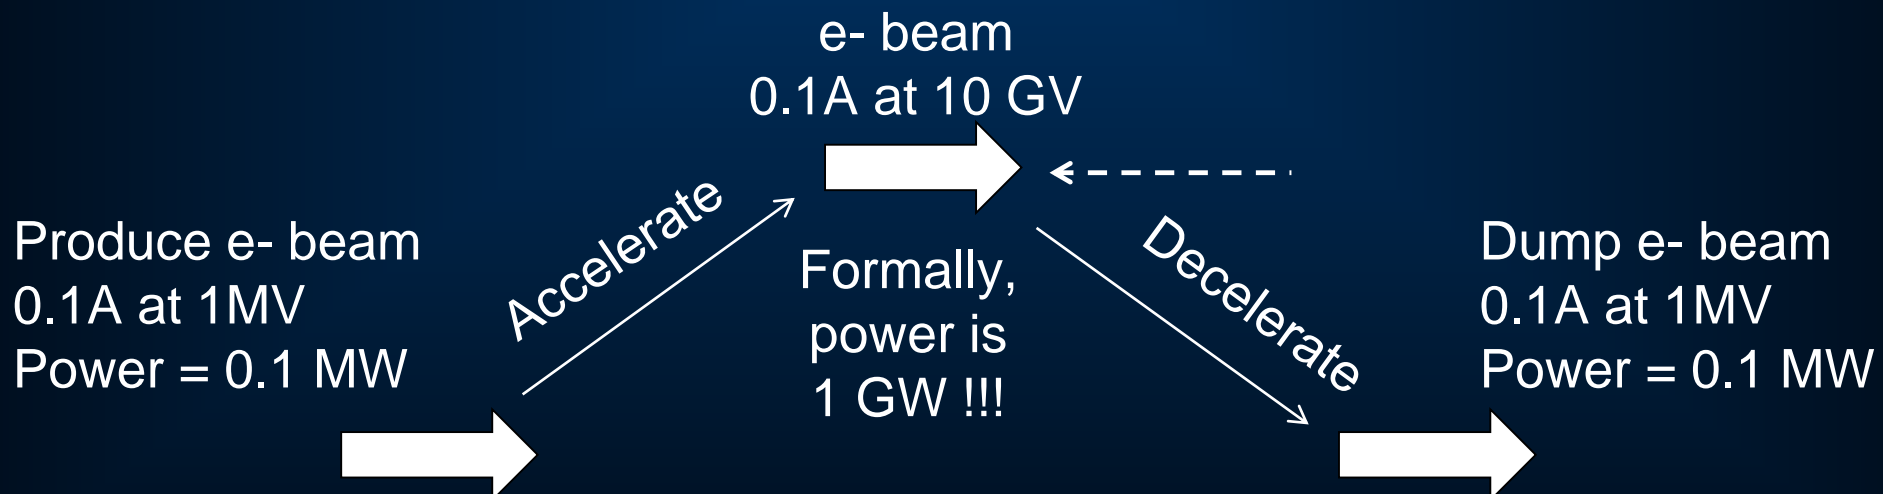 e- beam
0.1A at 10 GV
Produce e- beam
0.1A at 1MV
Power = 0.1 MW
Accelerate
Formally,
power is
1 GW !!!
Decelerate
Dump e- beam
0.1A at 1MV
Power = 0.1 MW